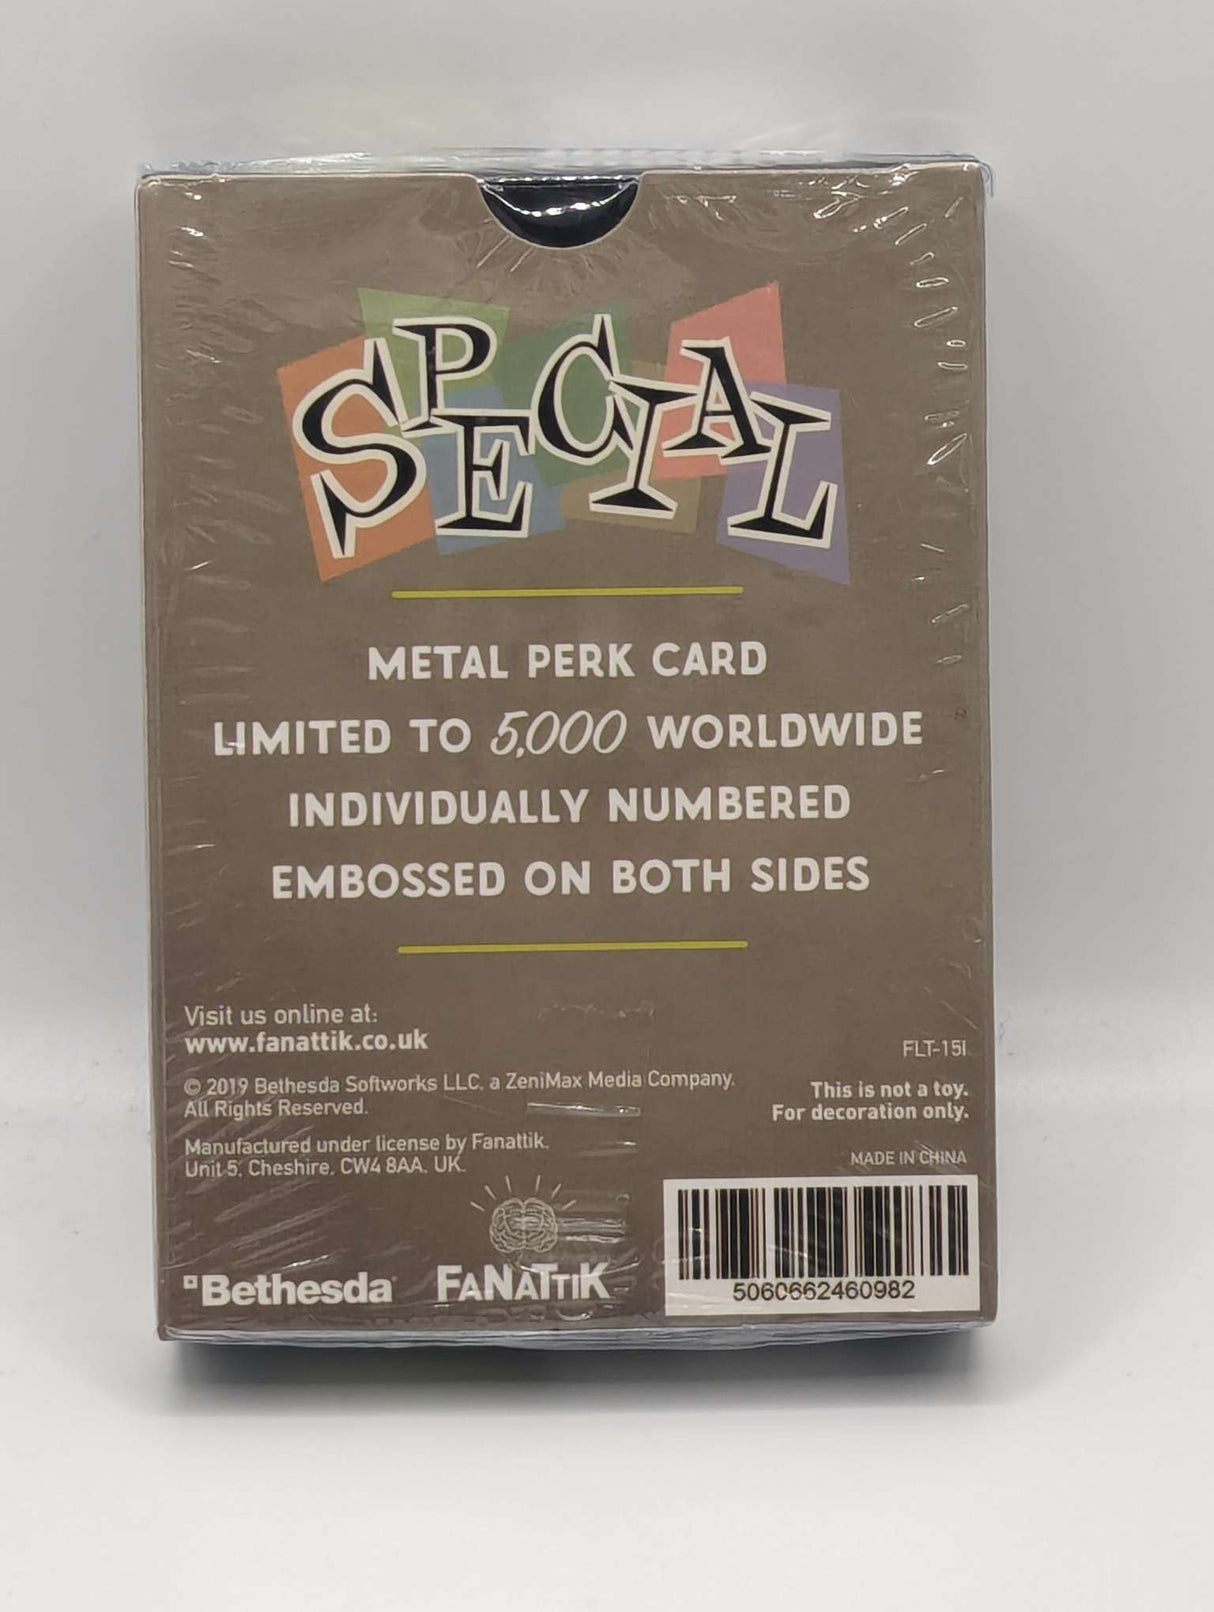 SPECIAL
METAL PERK CARD
LIMITED TO 5,000 WORLDWIDE
INDIVIDUALLY NUMBERED
EMBOSSED ON BOTH SIDES
Visit us online at:
www.fanattik.co.uk
© 2019 Bethesda Softworks LLC. a ZeniMax Media Company.
All Rights Reserved.
Manufactured under license by Fanattik.
Unit 5, Cheshire, CW4 8AA. UK.
Bethesda
FANATTIK
FLT-15I
This is not a toy.
For decoration only.
MADE IN CHINA
5060662460982